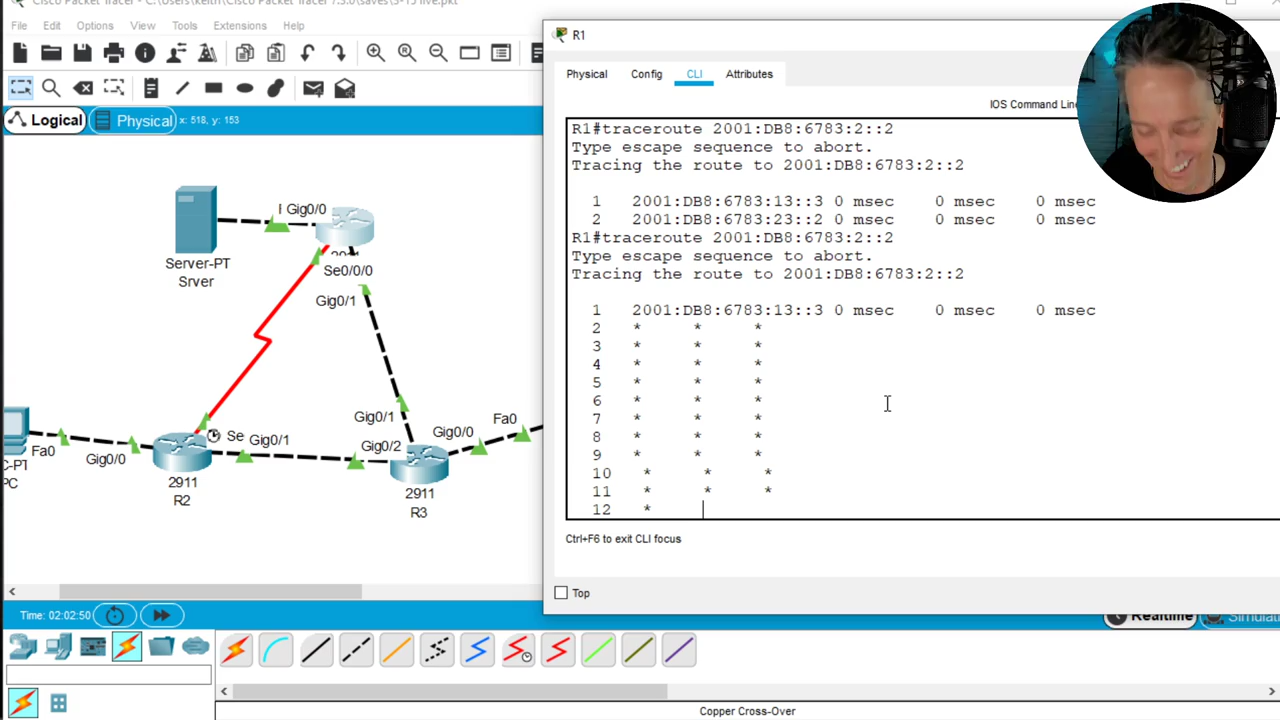 Cisco Packet Tracer - C:\Users\keith\Cisco Packet Tracer 7.3.0\saves\3-15 live.pkt
File Edit Options View Tools Extensions Help
Logical Physical x: 518, y: 153
Gig0/0
Server-PT
Srver
Se0/0/0
Gig0/1
Gig0/1
Fa0
Se Gig0/1
Gig0/2
Gig0/0
Fa0
Gig0/0
C-PT
PC
2911
R2
2911
R3
Time: 02:02:50
R1
Physical Config CLI Attributes
IOS Command Line
R1#traceroute 2001:DB8:6783:2::2
Type escape sequence to abort.
Tracing the route to 2001:DB8:6783:2::2
1 2001:DB8:6783:13::3 0 msec 0 msec 0 msec
2 2001:DB8:6783:23::2 0 msec 0 msec 0 msec
R1#traceroute 2001:DB8:6783:2::2
Type escape sequence to abort.
Tracing the route to 2001:DB8:6783:2::2
1 2001:DB8:6783:13::3 0 msec 0 msec 0 msec
2 * * *
3 * * *
4 * * *
5 * * *
6 * * *
7 * * *
8 * * *
9 * * *
10 * * *
11 * * *
12 *
Ctrl+F6 to exit CLI focus
Top
Realtime Simulati
Copper Cross-Over